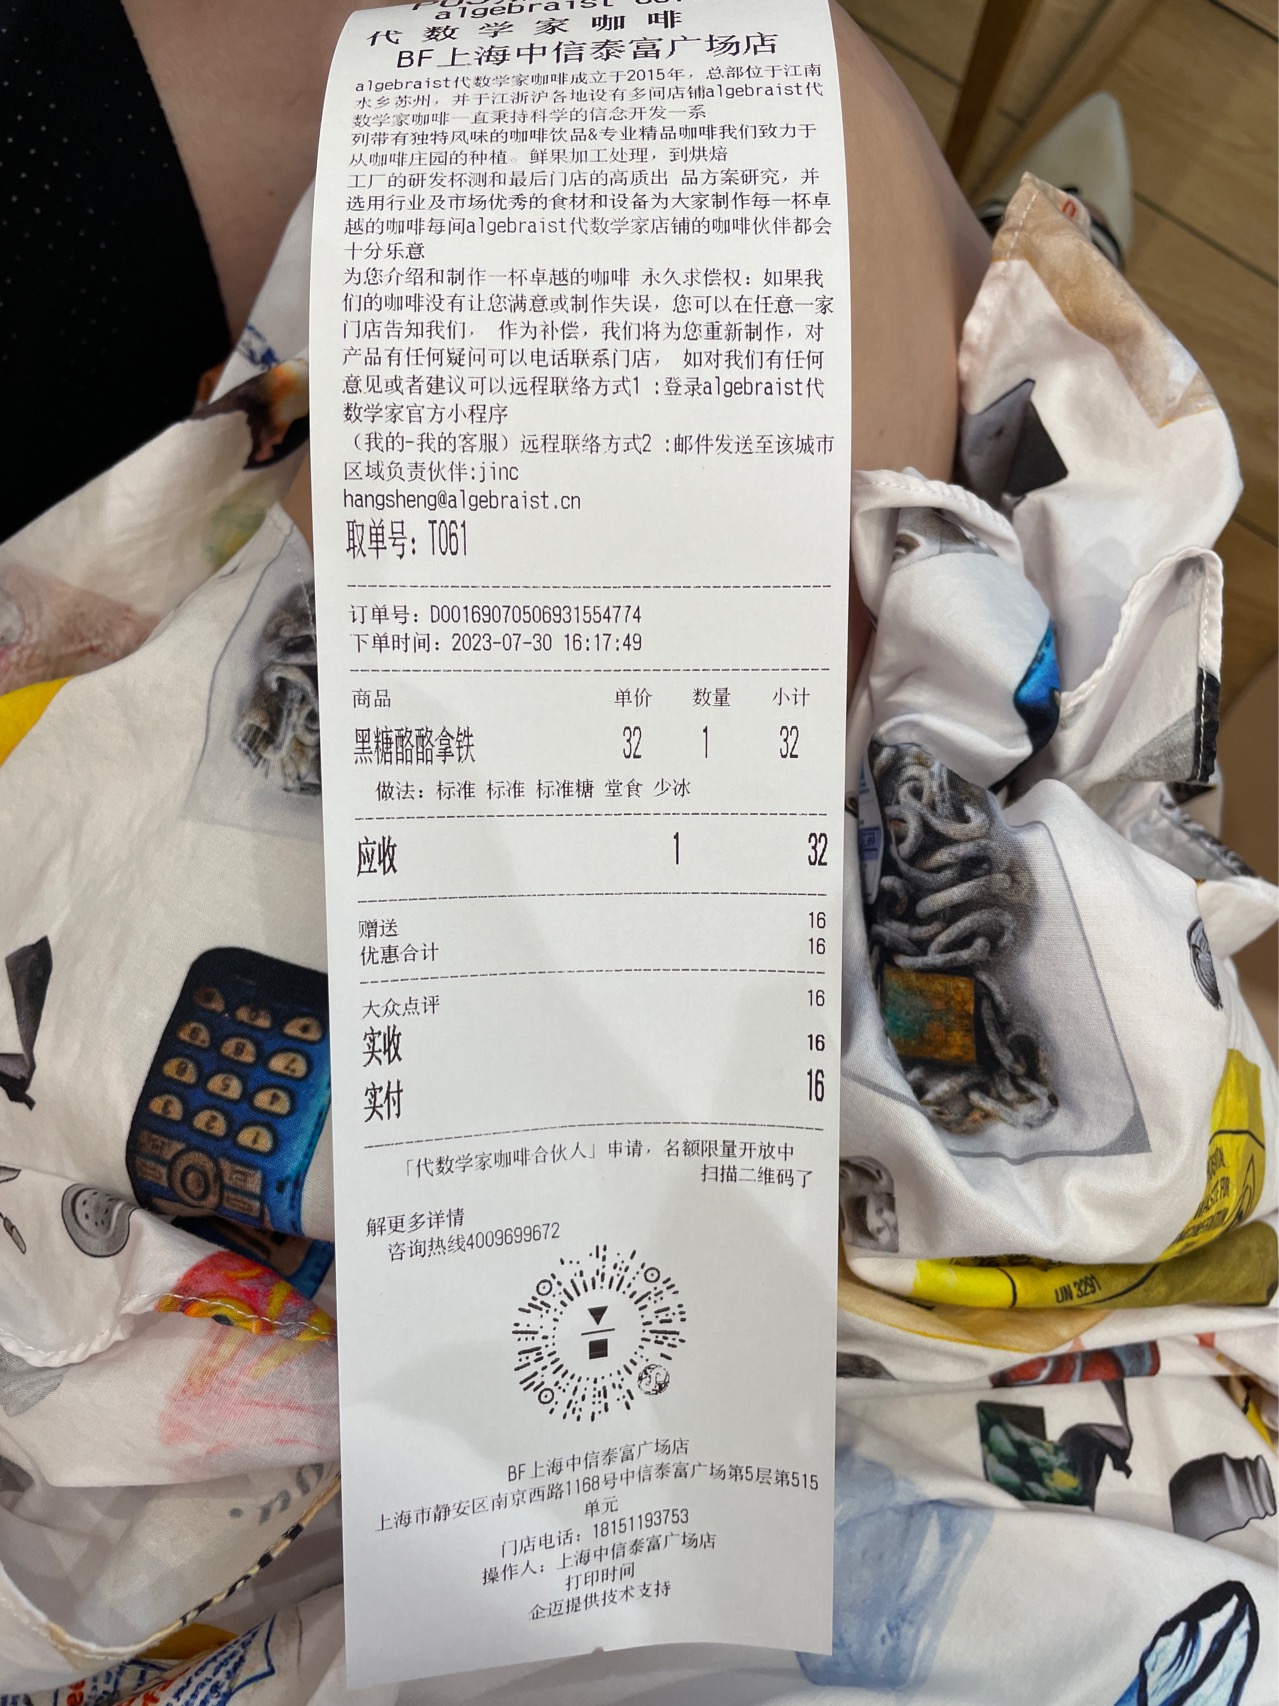 algebraist
代数学家咖啡
BF上海中信泰富广场店
algebraist代数学家咖啡成立于2015年，总部位于江南
水乡苏州，并于江浙沪各地设有多间店铺algebraist代
数学家咖啡一直秉持科学的信念开发一系
列带有独特风味的咖啡饮品&专业精品咖啡我们致力于
从咖啡庄园的种植。鲜果加工处理，到烘焙
工厂的研发杯测和最后门店的高质出 品方案研究，并
选用行业及市场优秀的食材和设备为大家制作每一杯卓
越的咖啡每间algebraist代数学家店铺的咖啡伙伴都会
十分乐意
为您介绍和制作一杯卓越的咖啡 永久求偿权：如果我
们的咖啡没有让您满意或制作失误，您可以在任意一家
门店告知我们， 作为补偿，我们将为您重新制作，对
产品有任何疑问可以电话联系门店， 如对我们有任何
意见或者建议可以远程联络方式1 :登录algebraist代
数学家官方小程序
（我的-我的客服）远程联络方式2 :邮件发送至该城市
区域负责伙伴:jinc
hangsheng@algebraist.cn
取单号: T061
订单号: D00169070506931554774
下单时间: 2023-07-30 16:17:49
商品 单价 数量 小计
黑糖酪酪拿铁 32 1 32
做法: 标准 标准 标准糖 堂食 少冰
应收 1 32
赠送 16
优惠合计 16
大众点评 16
实收 16
实付 16
「代数学家咖啡合伙人」申请，名额限量开放中
扫描二维码了
解更多详情
咨询热线4009699672
BF上海中信泰富广场店
上海市静安区南京西路1168号中信泰富广场第5层第515
单元
门店电话: 18151193753
操作人: 上海中信泰富广场店
打印时间
企迈提供技术支持
UN 3291